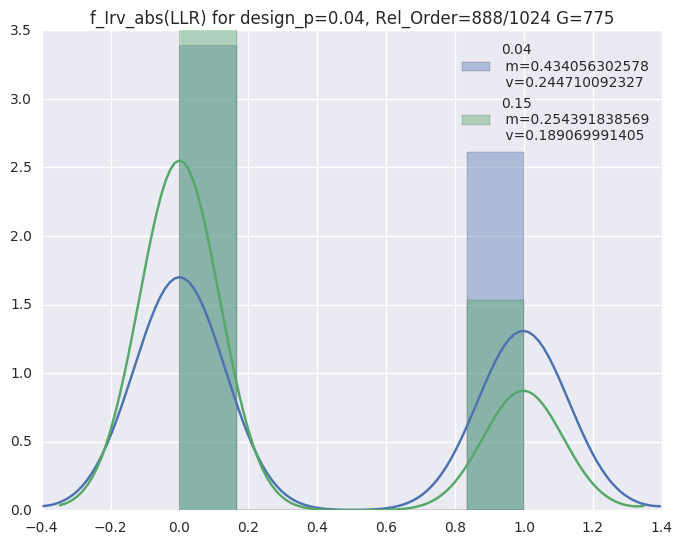 f_Irv_abs(LLR) for design_p=0.04, Rel_Order=888/1024 G=775
0.04
m=0.434056302578
v=0.244710092327
0.15
m=0.254391838569
v=0.189069991405
3.5
3.0
2.5
2.0
1.5
1.0
0.5
0.0
−0.4 −0.2 0.0 0.2 0.4 0.6 0.8 1.0 1.2 1.4